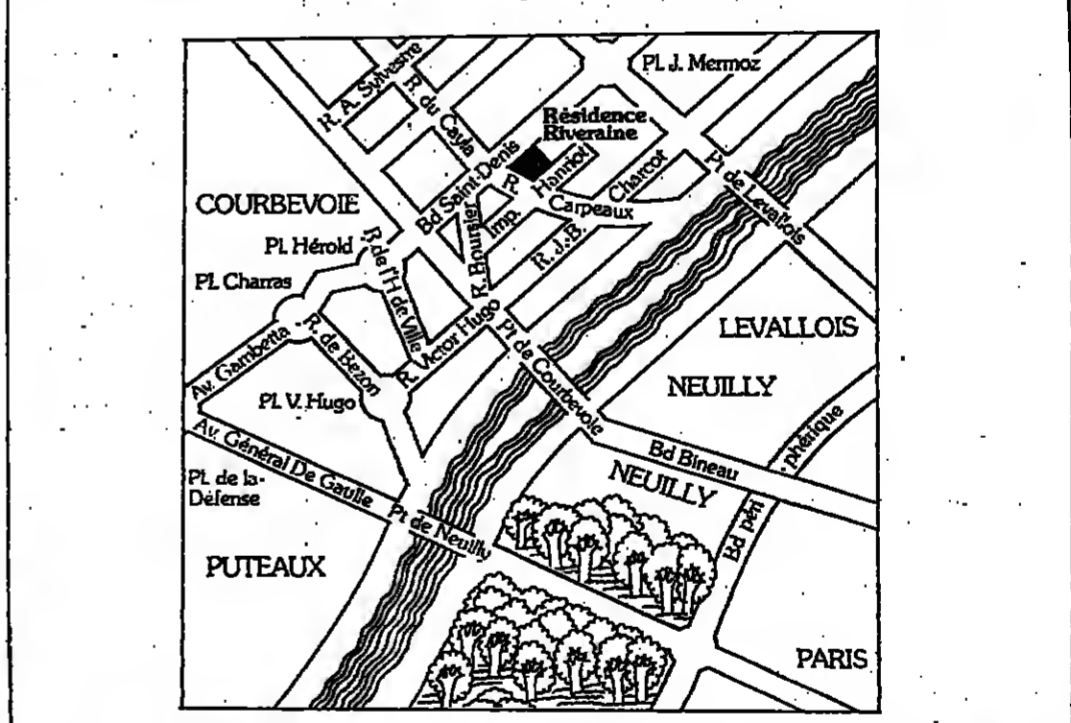 Pl. J. Mermoz
R. A. Sylvestre
R. du Cayla
Résidence
Riveraine
Bd Saint-Denis
R.
Hanriot
Imp.
Charcot
Carpeaux
Pt de Levallois
COURBEVOIE
Pl. Hérold
R. de l'H de Ville
R. J.-B.
Pl. Charras
R. Victor Hugo
Pt de Courbevoie
LEVALLOIS
Av. Gambetta
R. de Bezon
NEUILLY
Pl. V. Hugo
Bd péri
-phérique
Av. Général De Gaulle
Bd Bineau
NEUILLY
Pl. de la-
Défense
Pt de Neuilly
PUTEAUX
PARIS